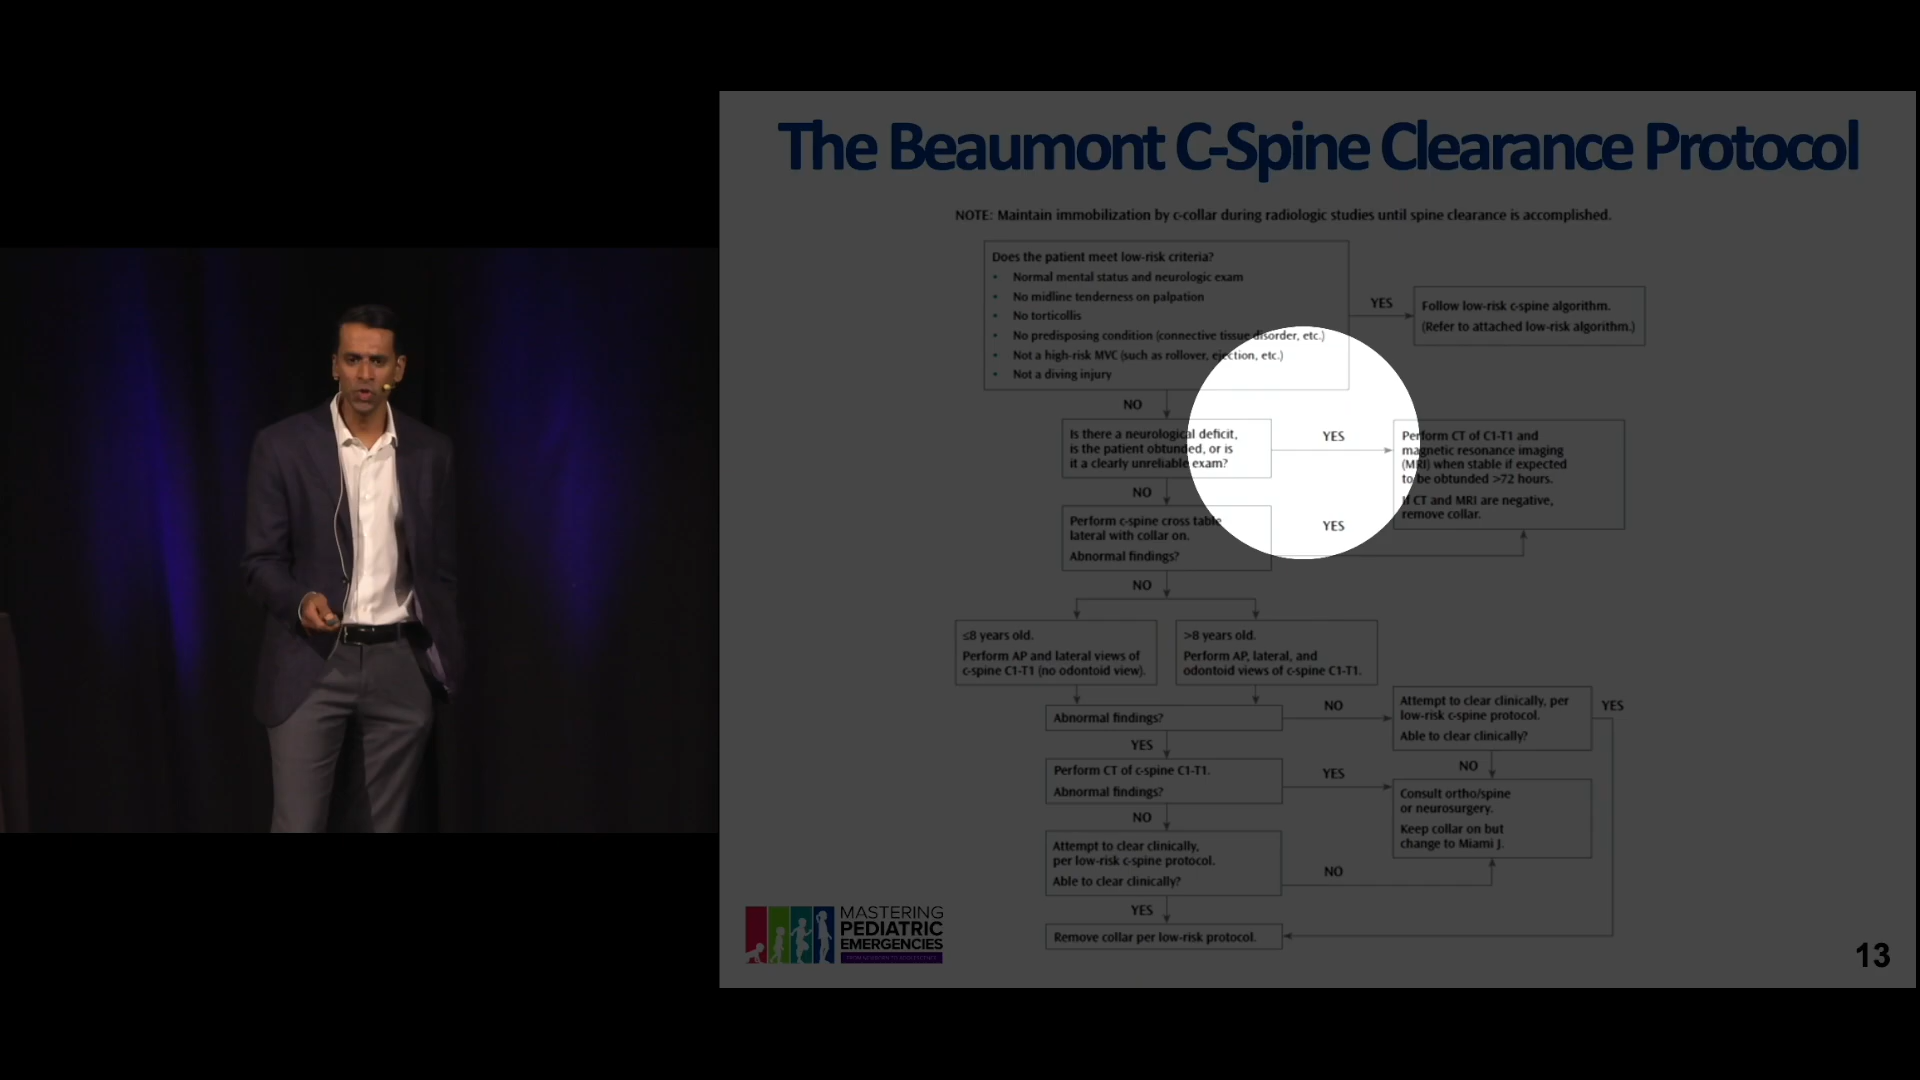 The Beaumont C-Spine Clearance Protocol
NOTE: Maintain immobilization by c-collar during radiologic studies until spine clearance is accomplished.
Does the patient meet low-risk criteria?
• Normal mental status and neurologic exam
• No midline tenderness on palpation
• No torticollis
• No predisposing condition (connective tissue disorder, etc.)
• Not a high-risk MVC (such as rollover, ejection, etc.)
• Not a diving injury
YES
Follow low-risk c-spine algorithm.
(Refer to attached low-risk algorithm.)
NO
Is there a neurological deficit,
is the patient obtunded, or is
it a clearly unreliable exam?
YES
Perform CT of C1-T1 and
magnetic resonance imaging
(MRI) when stable if expected
to be obtunded >72 hours.
If CT and MRI are negative,
remove collar.
NO
Perform c-spine cross table
lateral with collar on.
Abnormal findings?
YES
NO
≤8 years old.
Perform AP and lateral views of
c-spine C1-T1 (no odontoid view).
>8 years old.
Perform AP, lateral, and
odontoid views of c-spine C1-T1.
Abnormal findings?
NO
Attempt to clear clinically, per
low-risk c-spine protocol.
Able to clear clinically?
YES
YES
NO
Perform CT of c-spine C1-T1.
Abnormal findings?
YES
Consult ortho/spine
or neurosurgery.
Keep collar on but
change to Miami J.
NO
Attempt to clear clinically,
per low-risk c-spine protocol.
Able to clear clinically?
NO
YES
Remove collar per low-risk protocol.
MASTERING
PEDIATRIC
EMERGENCIES
13